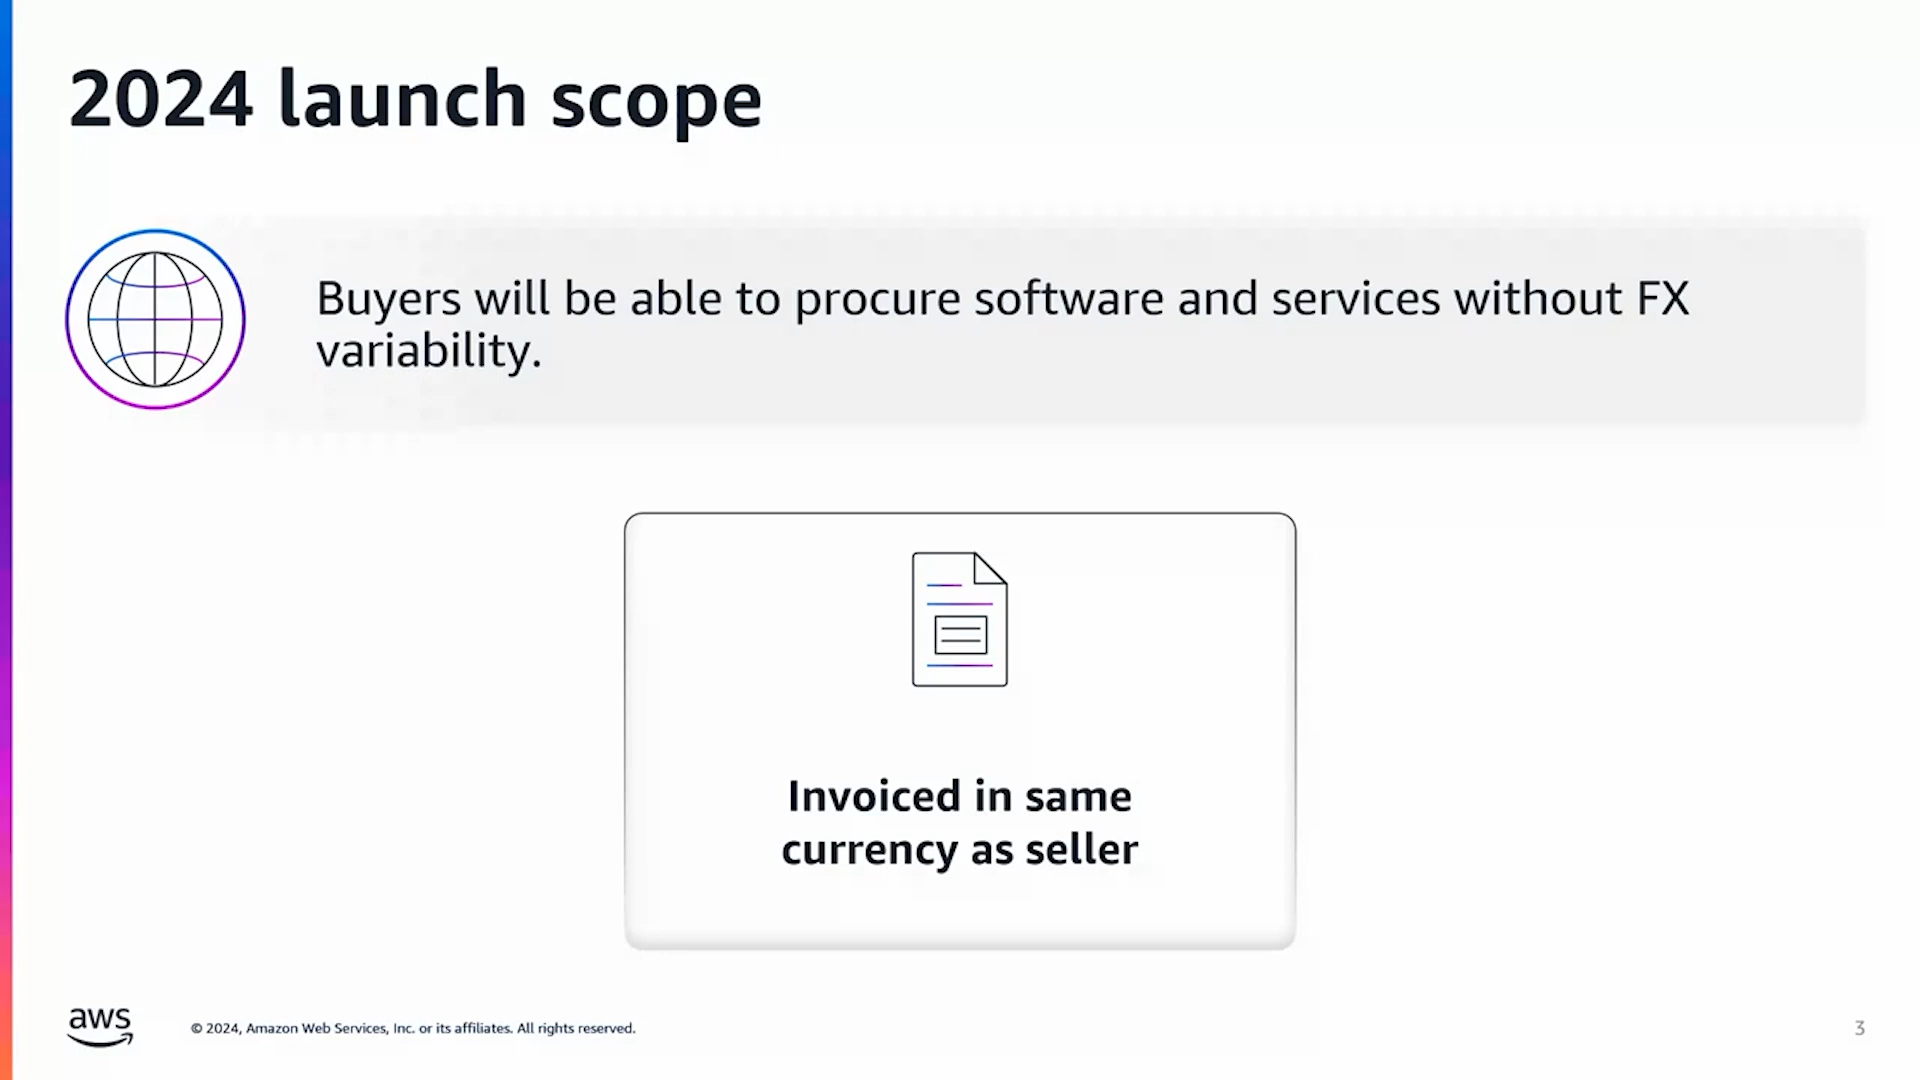 2024 launch scope
Buyers will be able to procure software and services without FX
variability.
Invoiced in same
currency as seller
aws
© 2024, Amazon Web Services, Inc. or its affiliates. All rights reserved.
3